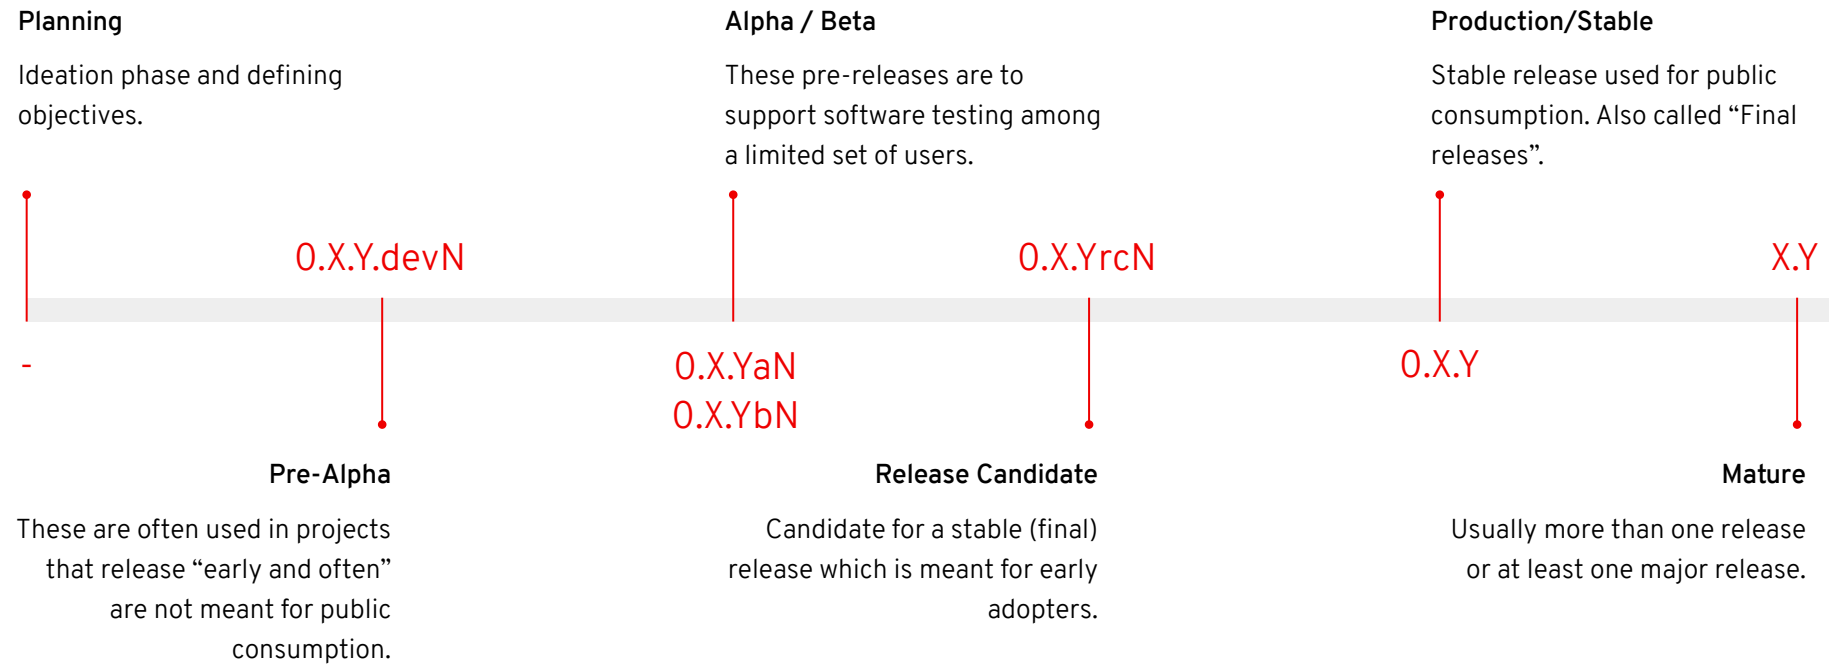 Planning
Ideation phase and defining
objectives.
Alpha / Beta
These pre-releases are to
support software testing among
a limited set of users.
Production/Stable
Stable release used for public
consumption. Also called “Final
releases”.
0.X.Y.devN
0.X.YrcN
X.Y
-
0.X.YaN
0.X.YbN
0.X.Y
Pre-Alpha
These are often used in projects
that release “early and often”
are not meant for public
consumption.
Release Candidate
Candidate for a stable (final)
release which is meant for early
adopters.
Mature
Usually more than one release
or at least one major release.